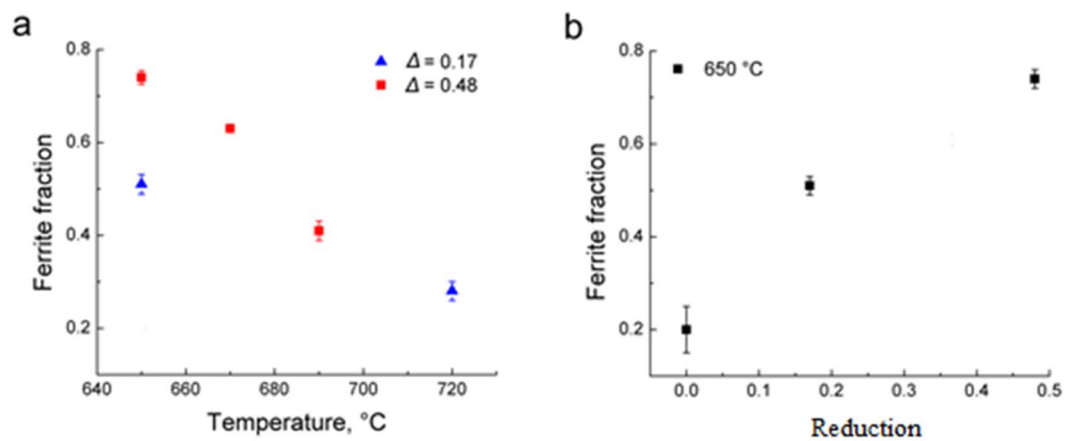 a
0.8
0.6
0.4
0.2
Ferrite fraction
Δ = 0.17
Δ = 0.48
640 660 680 700 720
Temperature, °C
b
0.8
0.6
0.4
0.2
Ferrite fraction
650 °C
0.0 0.1 0.2 0.3 0.4 0.5
Reduction